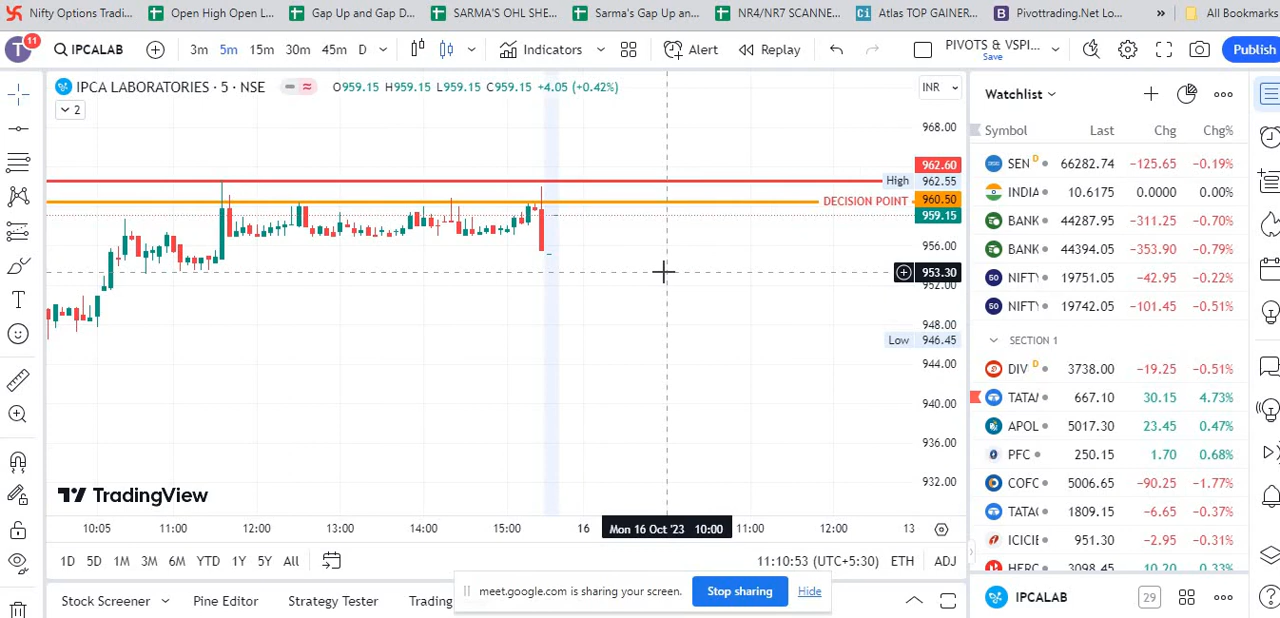 Nifty Options Tradi... Open High Open L... Gap Up and Gap D... SARMA'S OHL SHE... Sarma's Gap Up an... NR4/NR7 SCANNE... Atlas TOP GAINER... Pivottrading.Net Lo... » All Bookmarks
T 11 IPCALAB 3m 5m 15m 30m 45m D Indicators Alert Replay PIVOTS & VSPI... Save Publish
IPCA LABORATORIES · 5 · NSE O959.15 H959.15 L959.15 C959.15 +4.05 (+0.42%) INR
2
968.00
962.60
High 962.55
DECISION POINT 960.50
959.15
956.00
953.30
952.00
948.00
Low 946.45
944.00
940.00
936.00
932.00
TradingView
10:05 11:00 12:00 13:00 14:00 15:00 16 Mon 16 Oct '23 10:00 11:00 12:00 13
1D 5D 1M 3M 6M YTD 1Y 5Y All 11:10:53 (UTC+5:30) ETH ADJ
meet.google.com is sharing your screen. Stop sharing Hide
Stock Screener Pine Editor rategy Tester Trading
Watchlist
Symbol Last Chg Chg%
SEN D 66282.74 −125.65 −0.19%
INDIA 10.6175 0.0000 0.00%
BANK 44287.95 −311.25 −0.70%
BANK 44394.05 −353.90 −0.79%
50 NIFTY 19751.05 −42.95 −0.22%
50 NIFTY 19742.05 −101.45 −0.51%
SECTION 1
DIV D 3738.00 −19.25 −0.51%
TATA 667.10 30.15 4.73%
APOL 5017.30 23.45 0.47%
PFC 250.15 1.70 0.68%
COFO 5006.65 −90.25 −1.77%
TATA 1809.15 −6.65 −0.37%
ICICI 951.30 −2.95 −0.31%
HERO 3098.45 10.20 0.33%
IPCALAB 29